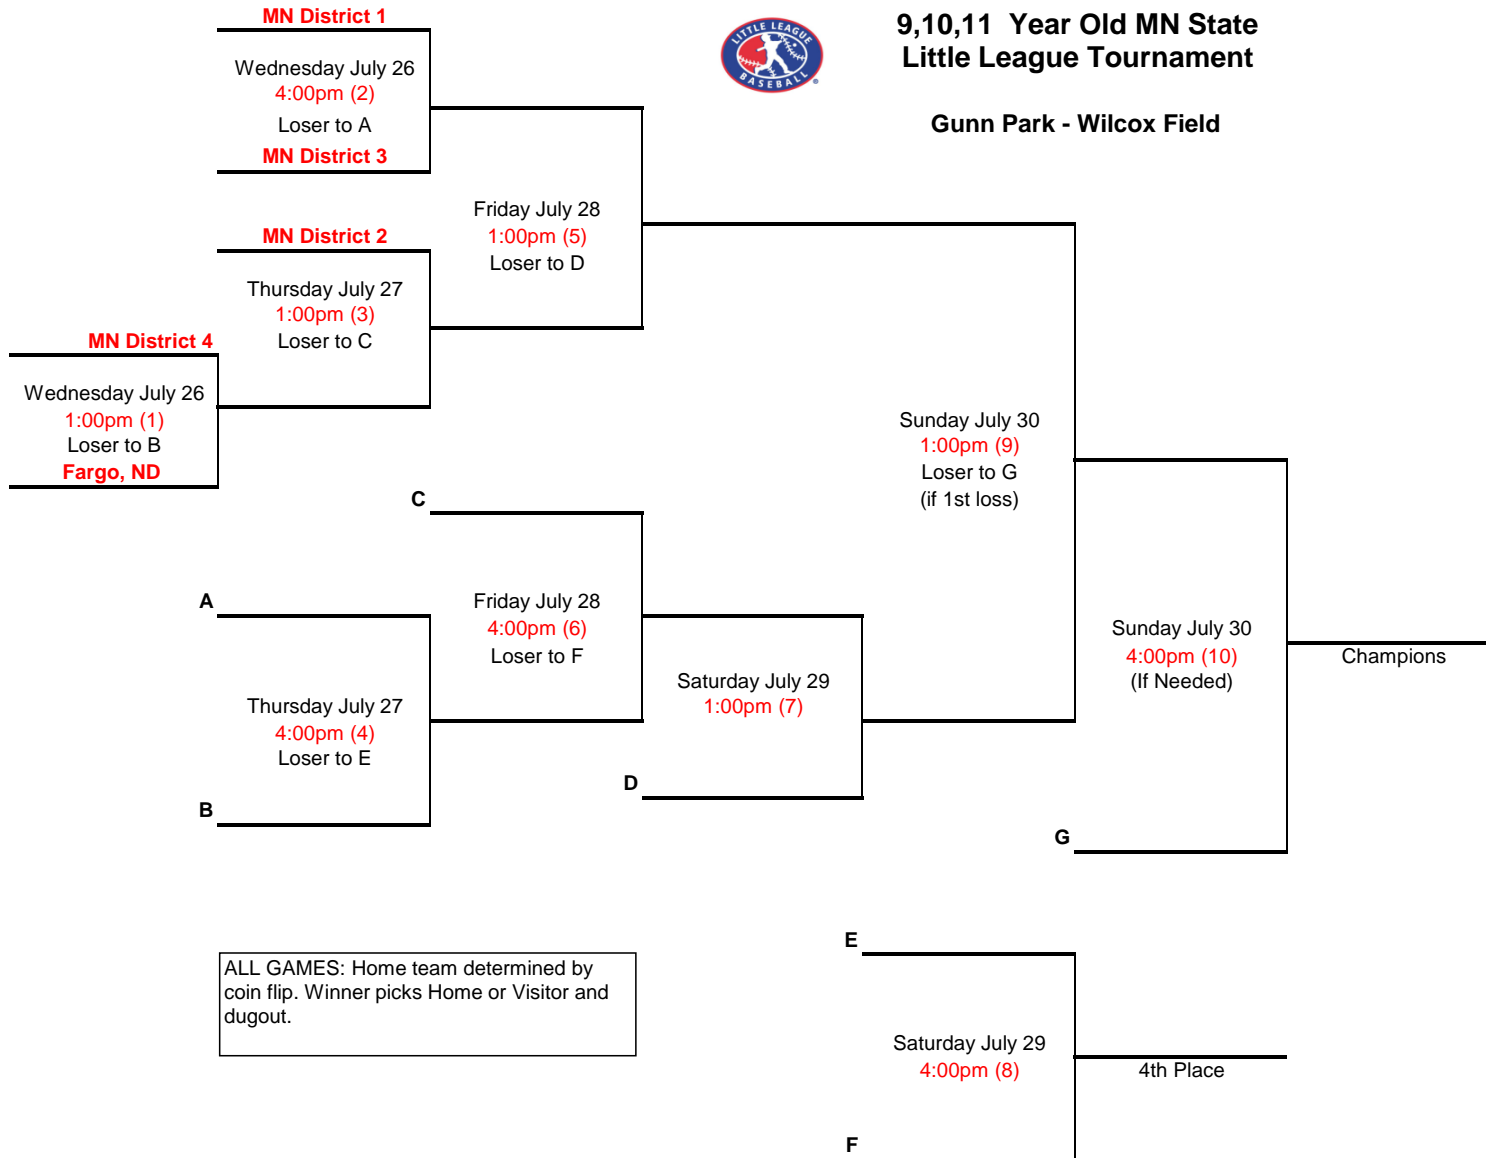 MN District 1
9,10,11 Year Old MN State
Little League Tournament
LITTLE LEAGUE
BASEBALL
Wednesday July 26
4:00pm (2)
Loser to A
MN District 3
Gunn Park - Wilcox Field
Friday July 28
1:00pm (5)
Loser to D
MN District 2
Thursday July 27
1:00pm (3)
Loser to C
MN District 4
Wednesday July 26
1:00pm (1)
Loser to B
Fargo, ND
Sunday July 30
1:00pm (9)
Loser to G
(if 1st loss)
C
A
Friday July 28
4:00pm (6)
Loser to F
Sunday July 30
4:00pm (10)
(If Needed)
Champions
Saturday July 29
1:00pm (7)
Thursday July 27
4:00pm (4)
Loser to E
D
B
G
E
ALL GAMES: Home team determined by
coin flip. Winner picks Home or Visitor and
dugout.
Saturday July 29
4:00pm (8)
4th Place
F